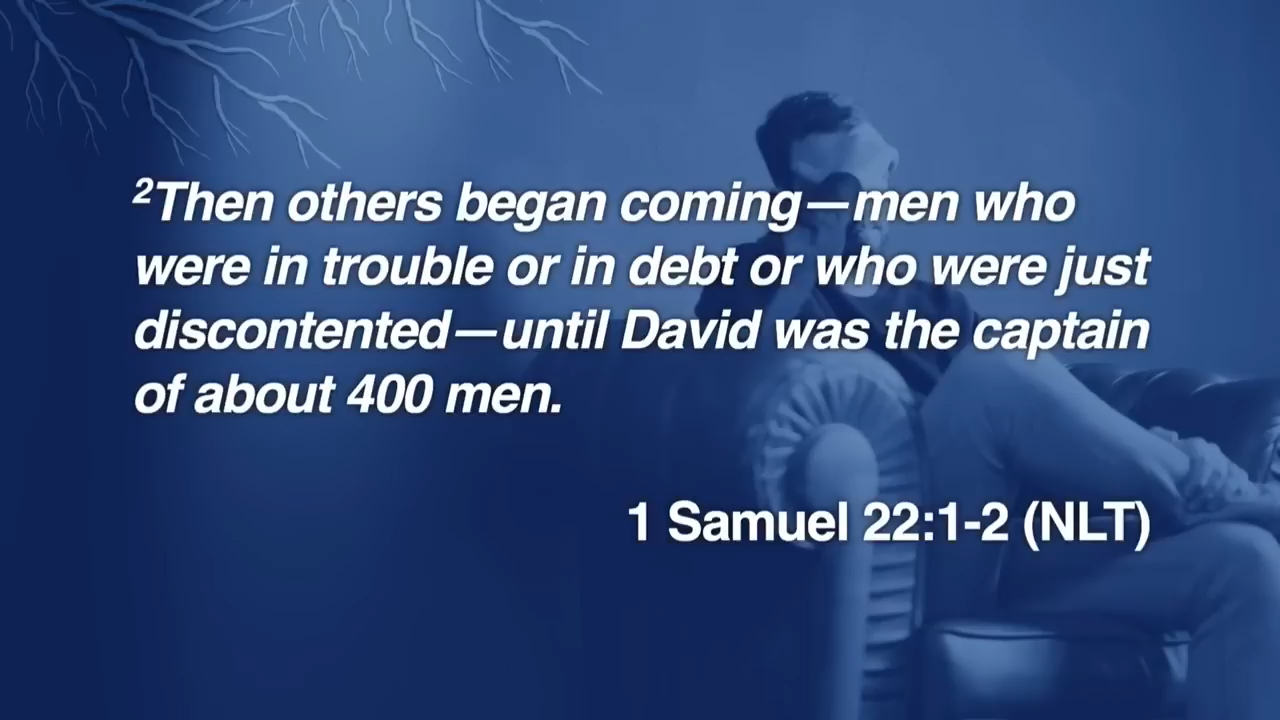 ²Then others began coming—men who
were in trouble or in debt or who were just
discontented—until David was the captain
of about 400 men.
1 Samuel 22:1-2 (NLT)